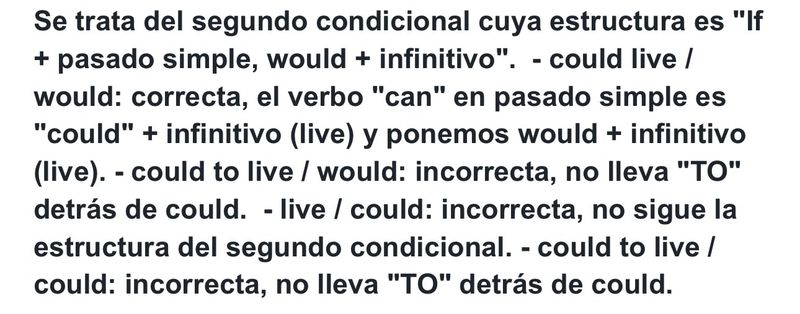 Se trata del segundo condicional cuya estructura es "If
+ pasado simple, would + infinitivo".  - could live /
would: correcta, el verbo "can" en pasado simple es
"could" + infinitivo (live) y ponemos would + infinitivo
(live). - could to live / would: incorrecta, no lleva "TO"
detrás de could.  - live / could: incorrecta, no sigue la
estructura del segundo condicional. - could to live /
could: incorrecta, no lleva "TO" detrás de could.